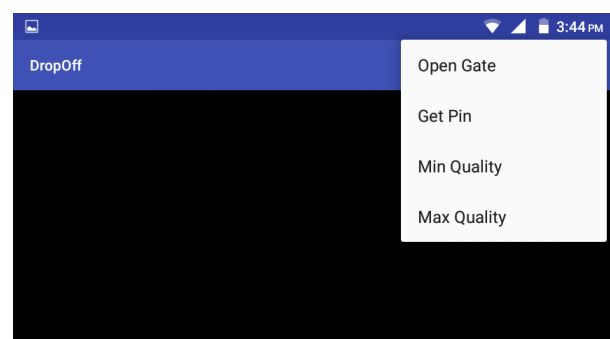 3:44 PM
DropOff
Open Gate
Get Pin
Min Quality
Max Quality